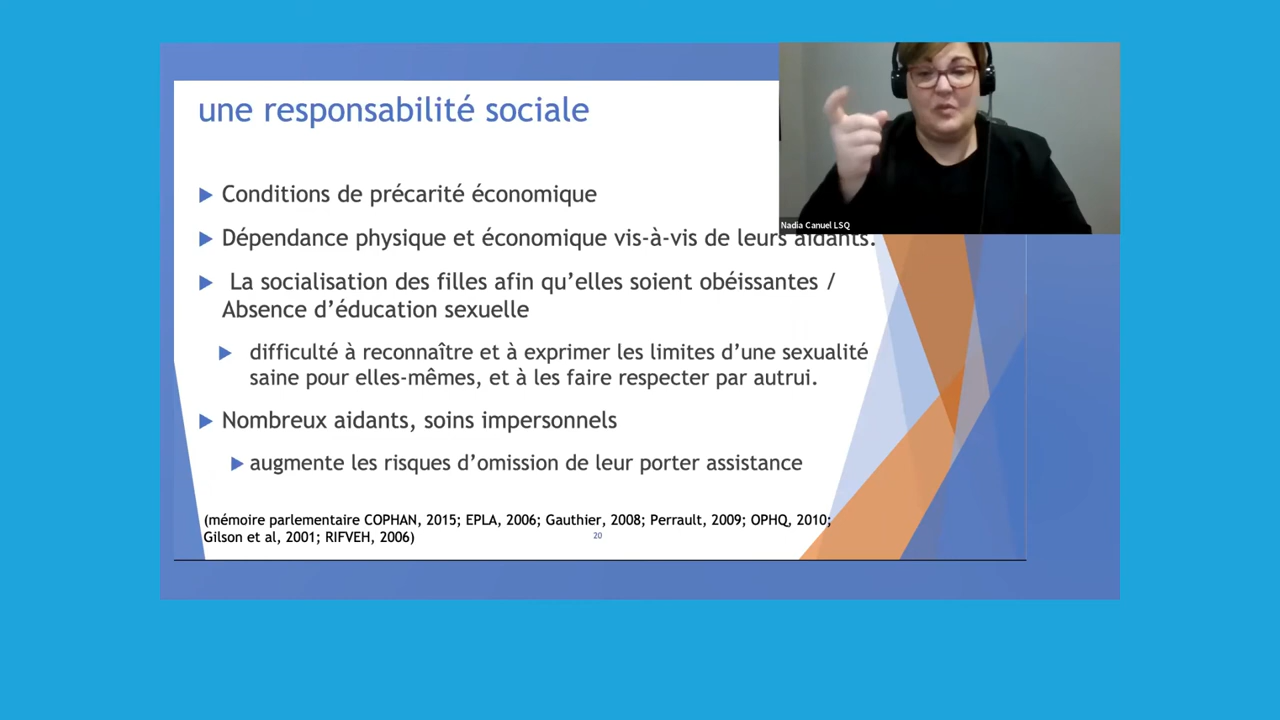 une responsabilité sociale
Nadia Canuel LSQ
Conditions de précarité économique
Dépendance physique et économique vis-à-vis de leurs aidants.
La socialisation des filles afin qu’elles soient obéissantes /
Absence d’éducation sexuelle
difficulté à reconnaître et à exprimer les limites d’une sexualité
saine pour elles-mêmes, et à les faire respecter par autrui.
Nombreux aidants, soins impersonnels
augmente les risques d’omission de leur porter assistance
(mémoire parlementaire COPHAN, 2015; EPLA, 2006; Gauthier, 2008; Perrault, 2009; OPHQ, 2010;
Gilson et al, 2001; RIFVEH, 2006)
20